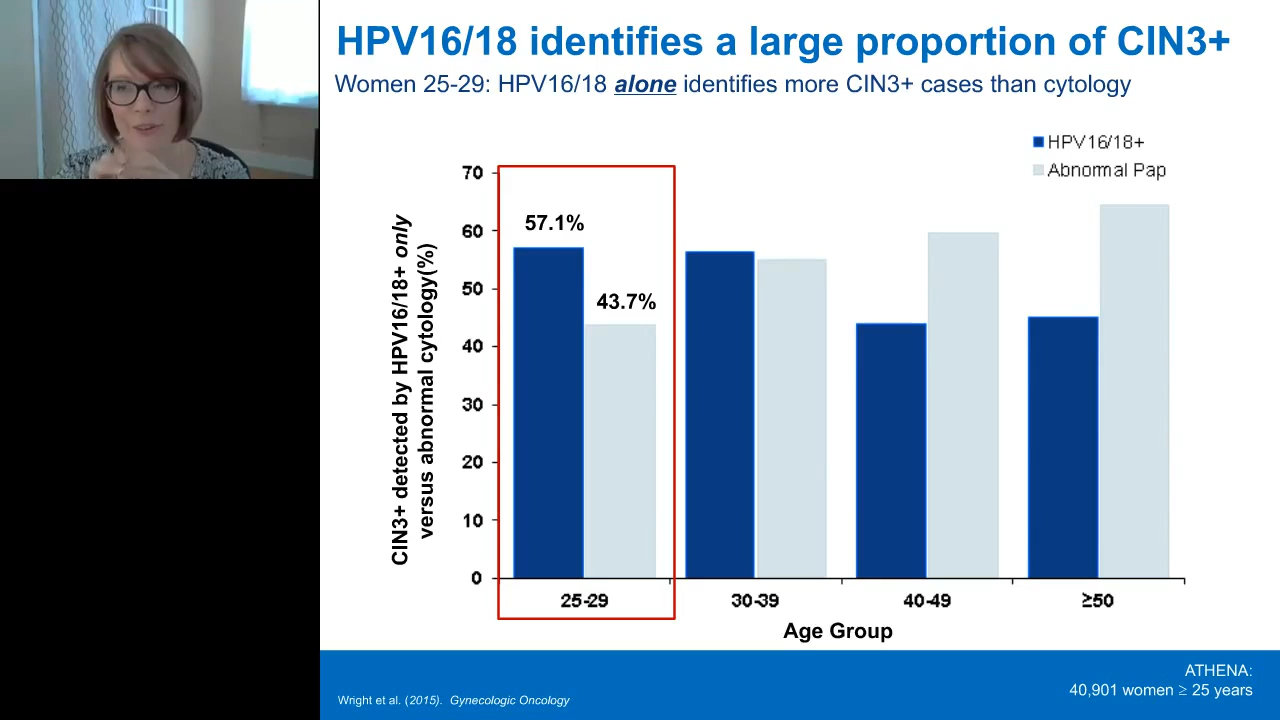 HPV16/18 identifies a large proportion of CIN3+
Women 25-29: HPV16/18 alone identifies more CIN3+ cases than cytology
HPV16/18+
Abnormal Pap
CIN3+ detected by HPV16/18+ only
versus abnormal cytology(%)
70
60
50
40
30
20
10
0
57.1%
43.7%
25-29
30-39
40-49
≥50
Age Group
Wright et al. (2015). Gynecologic Oncology
ATHENA:
40,901 women ≥ 25 years